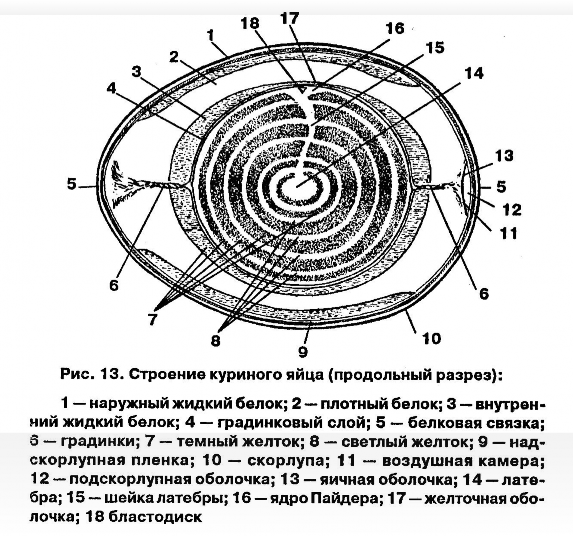 17
18
16
1
15
2
14
3
4
13
5
5
12
11
6
6
7
8
10
9
Рис. 13. Строение куриного яйца (продольный разрез):
1 — наружный жидкий белок; 2 — плотный белок; 3 — внутрен-
ний жидкий белок; 4 — градинковый слой; 5 — белковая связка;
6 — градинки; 7 — темный желток; 8 — светлый желток; 9 — над-
скорлупная пленка; 10 — скорлупа; 11 — воздушная камера;
12 — подскорлупная оболочка; 13 — яичная оболочка; 14 — лате-
бра; 15 — шейка латебры; 16 — ядро Пайдера; 17 — желточная обо-
лочка; 18 бластодиск